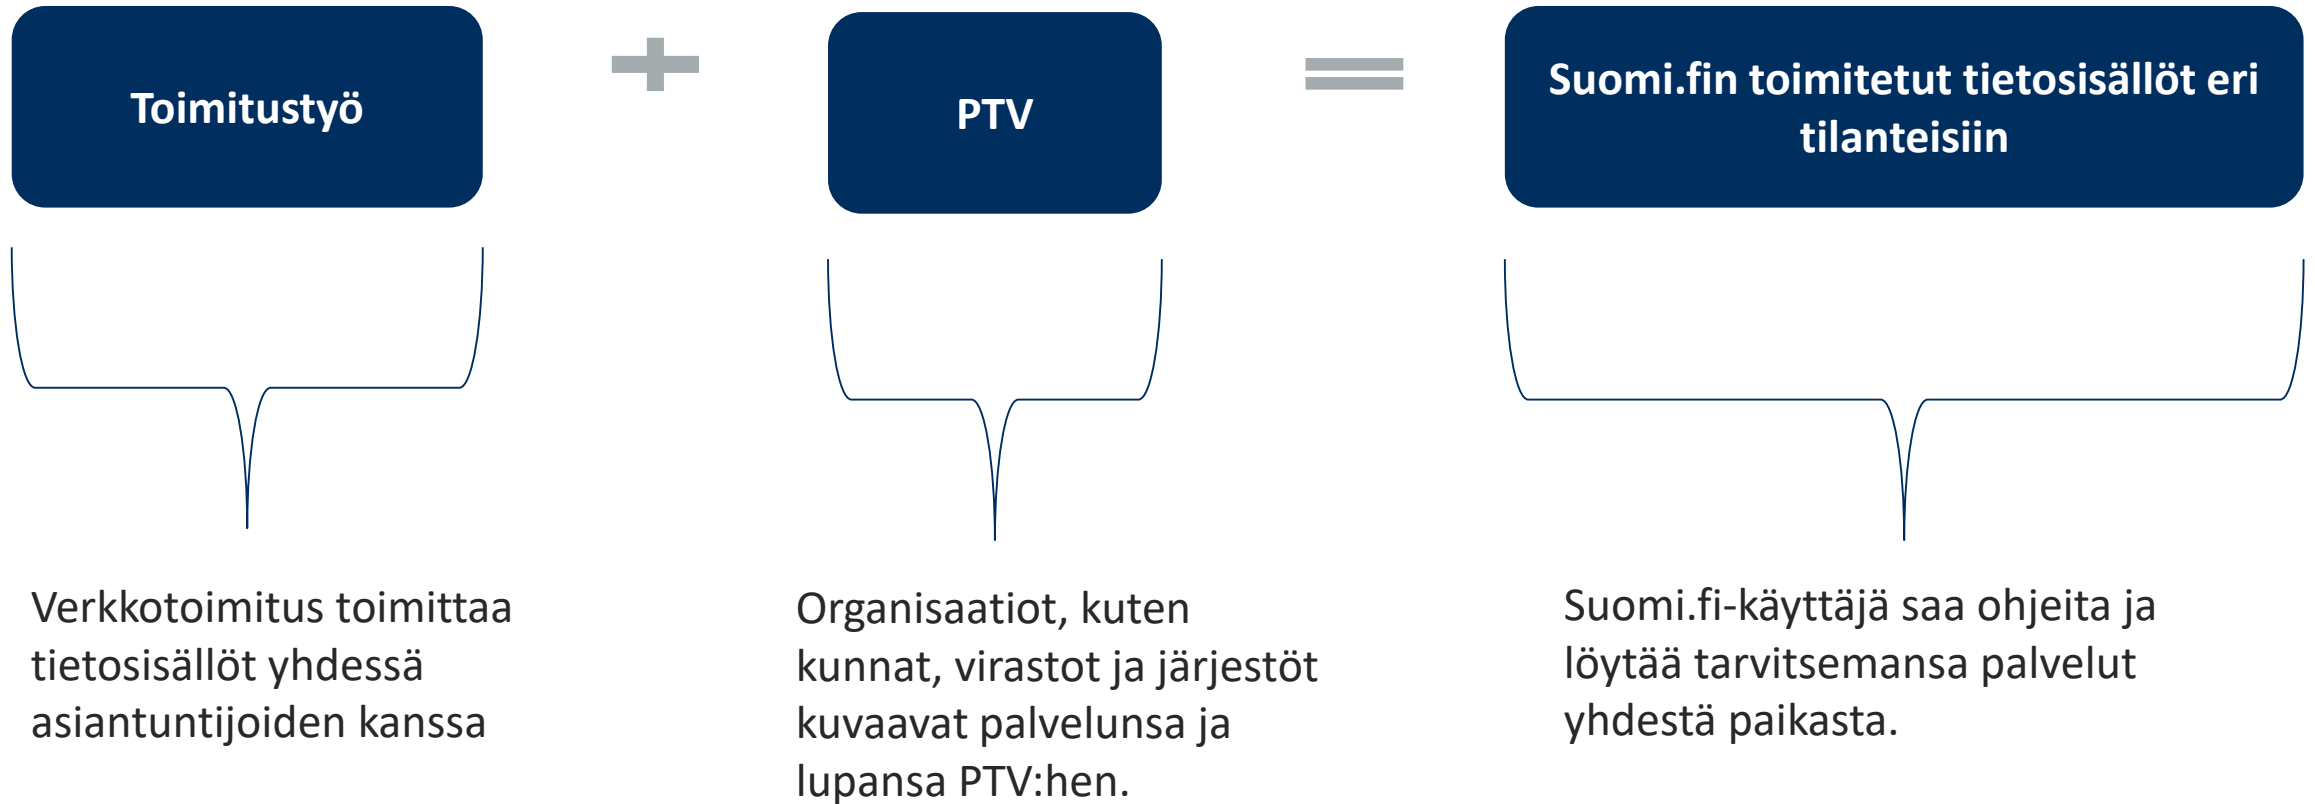 Toimitustyö
PTV
Suomi.fin toimitetut tietosisällöt eri
tilanteisiin
Verkkotoimitus toimittaa
tietosisällöt yhdessä
asiantuntijoiden kanssa
Organisaatiot, kuten
kunnat, virastot ja järjestöt
kuvaavat palvelunsa ja
lupansa PTV:hen.
Suomi.fi-käyttäjä saa ohjeita ja
löytää tarvitsemansa palvelut
yhdestä paikasta.